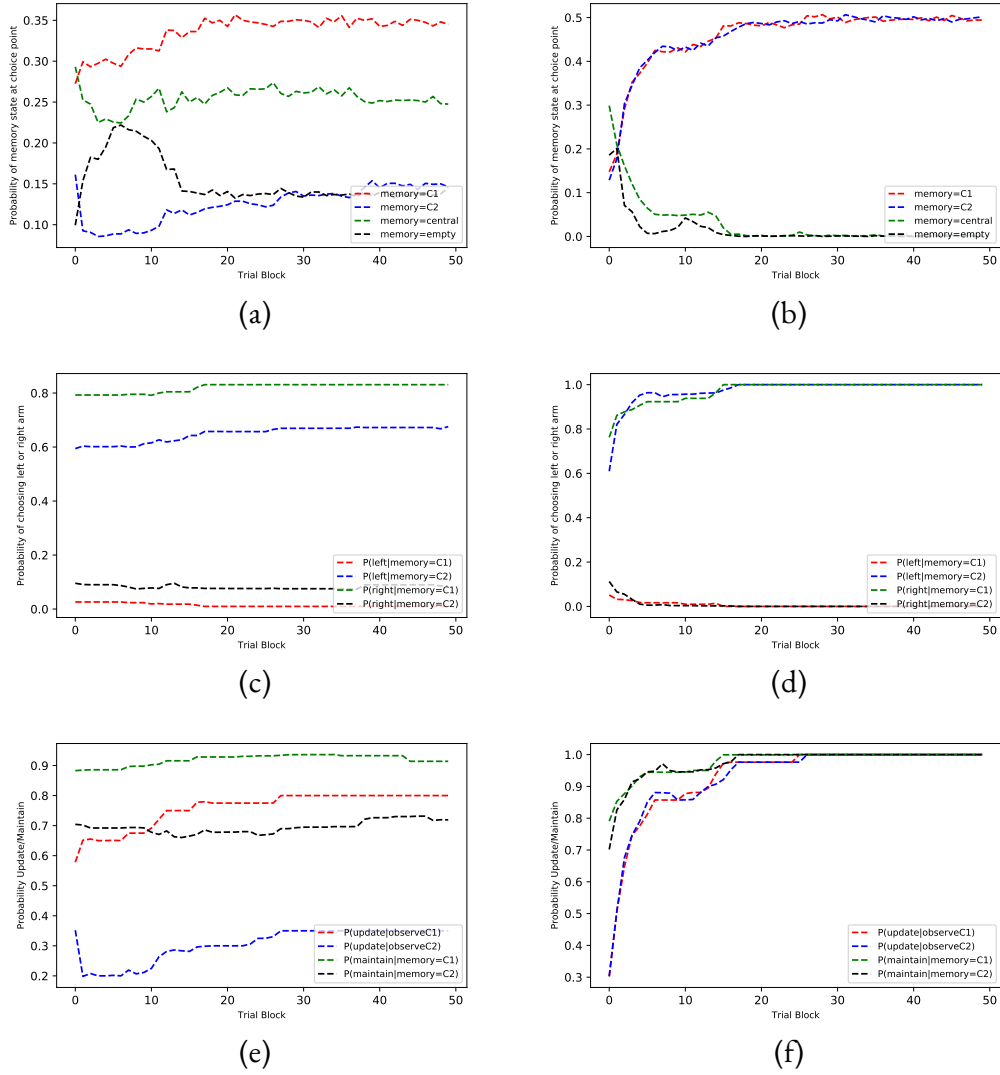 0.35
0.30
0.25
0.20
0.15
0.10
Probability of memory state at choice point
0 10 20 30 40 50
Trial Block
memory=C1
memory=C2
memory=central
memory=empty
(a)
0.5
0.4
0.3
0.2
0.1
0.0
Probability of memory state at choice point
0 10 20 30 40 50
Trial Block
memory=C1
memory=C2
memory=central
memory=empty
(b)
0.8
0.6
0.4
0.2
0.0
Probability of choosing left or right arm
0 10 20 30 40 50
Trial Block
P(left|memory=C1)
P(left|memory=C2)
P(right|memory=C1)
P(right|memory=C2)
(c)
1.0
0.8
0.6
0.4
0.2
0.0
Probability of choosing left or right arm
0 10 20 30 40 50
Trial Block
P(left|memory=C1)
P(left|memory=C2)
P(right|memory=C1)
P(right|memory=C2)
(d)
0.9
0.8
0.7
0.6
0.5
0.4
0.3
0.2
Probability Update/Maintain
0 10 20 30 40 50
Trial Block
P(update|observeC1)
P(update|observeC2)
P(maintain|memory=C1)
P(maintain|memory=C2)
(e)
1.0
0.9
0.8
0.7
0.6
0.5
0.4
0.3
Probability Update/Maintain
0 10 20 30 40 50
Trial Block
P(update|observeC1)
P(update|observeC2)
P(maintain|memory=C1)
P(maintain|memory=C2)
(f)